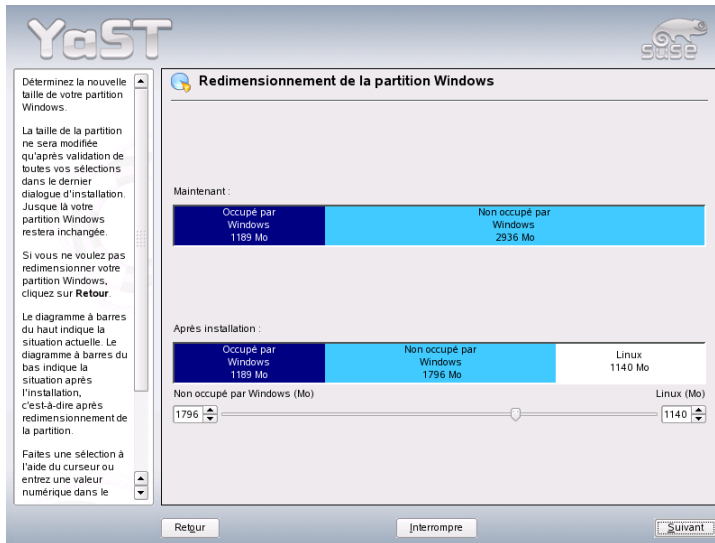 YaST
SUSE
Déterminez la nouvelle
taille de votre partition
Windows.
La taille de la partition
ne sera modifiée
qu'après validation de
toutes vos sélections
dans le dernier
dialogue d'installation.
Jusque là votre
partition Windows
restera inchangée.
Si vous ne voulez pas
redimensionner votre
partition Windows,
cliquez sur Retour.
Le diagramme à barres
du haut indique la
situation actuelle. Le
diagramme à barres du
bas indique la
situation après
l'installation,
c'est-à-dire après
redimensionnement de
la partition.
Faites une sélection à
l'aide du curseur ou
entrez une valeur
numérique dans le
Redimensionnement de la partition Windows
Maintenant :
Occupé par
Windows
1189 Mo
Non occupé par
Windows
2936 Mo
Après installation :
Occupé par
Windows
1189 Mo
Non occupé par
Windows
1796 Mo
Linux
1140 Mo
Non occupé par Windows (Mo)
Linux (Mo)
1796
1140
Retour
Interrompre
Suivant